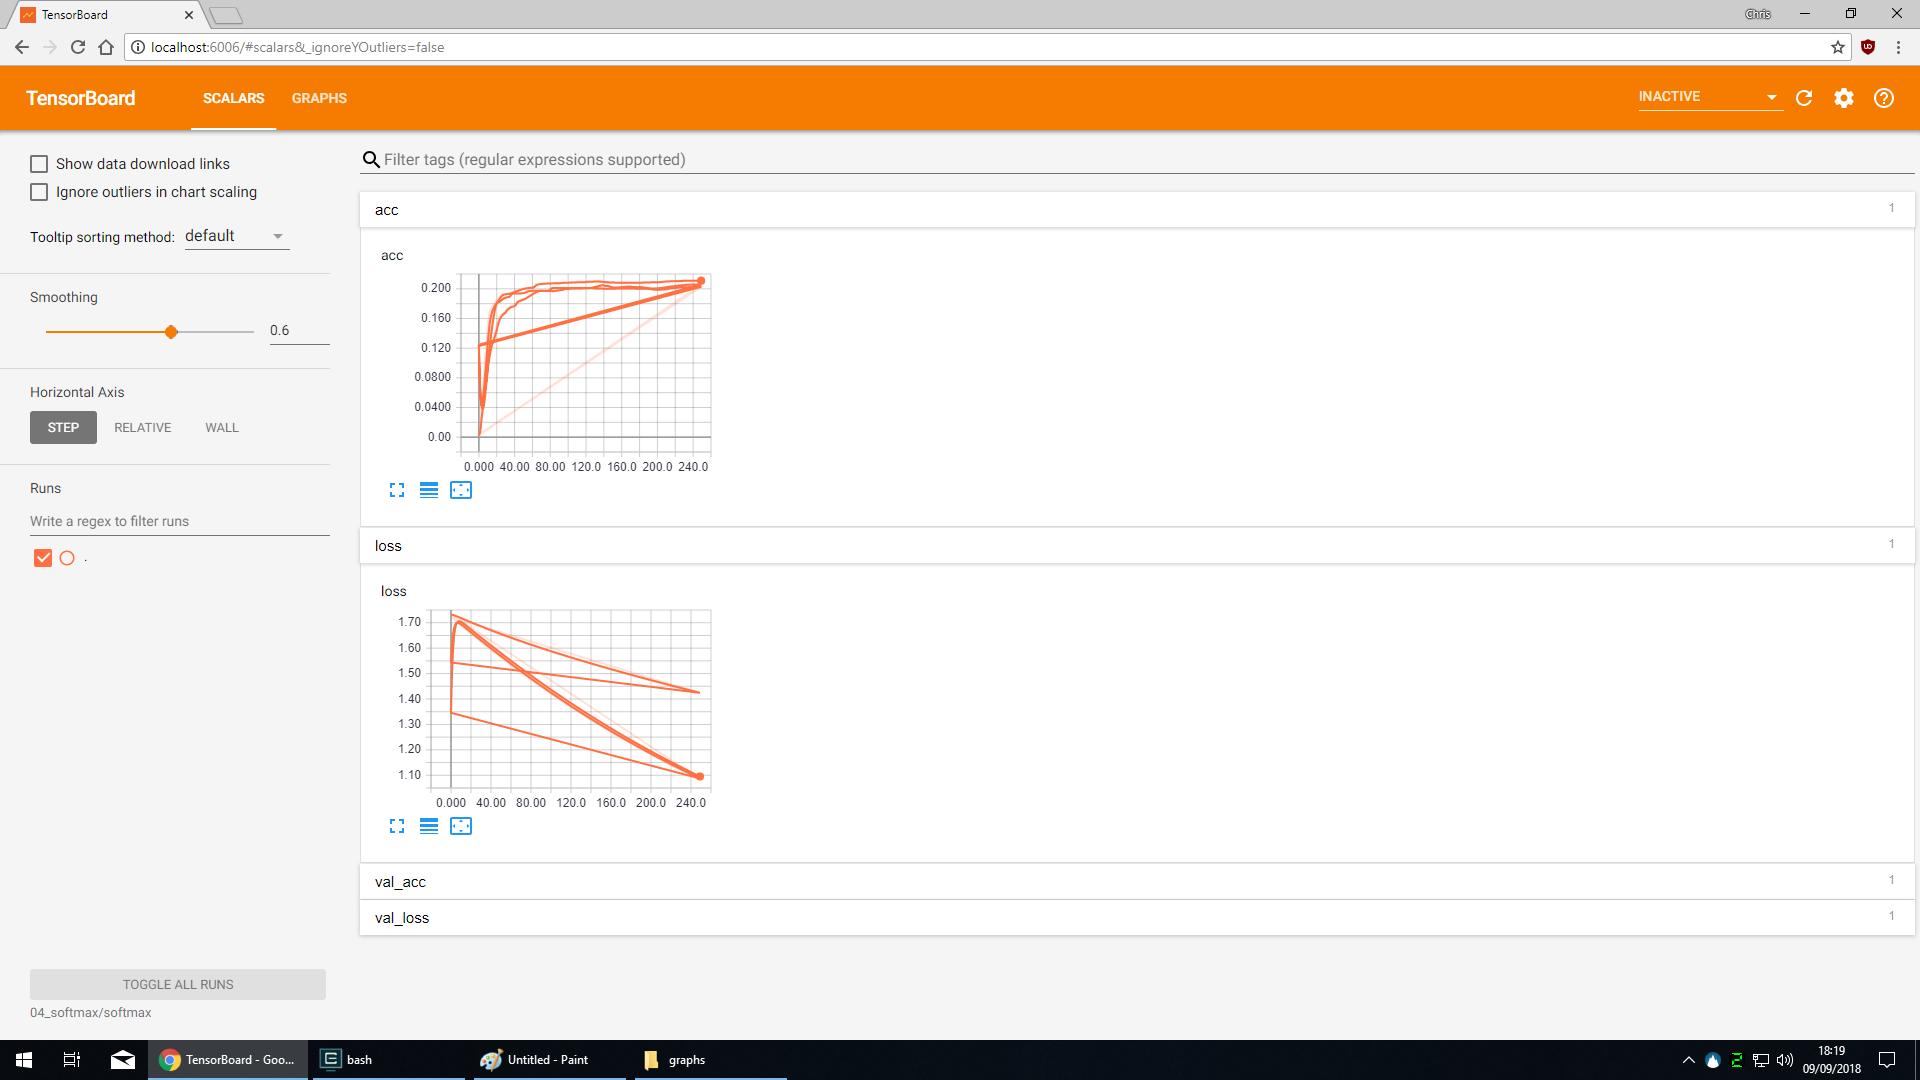 TensorBoard
Chris
localhost:6006/#scalars&_ignoreYOutliers=false
TensorBoard
SCALARS
GRAPHS
INACTIVE
Show data download links
Ignore outliers in chart scaling
Tooltip sorting method: default
Smoothing
0.6
Horizontal Axis
STEP RELATIVE WALL
Runs
Write a regex to filter runs
.
TOGGLE ALL RUNS
04_softmax/softmax
Filter tags (regular expressions supported)
acc 1
acc
0.200
0.160
0.120
0.0800
0.0400
0.00
0.000 40.00 80.00 120.0 160.0 200.0 240.0
loss 1
loss
1.70
1.60
1.50
1.40
1.30
1.20
1.10
0.000 40.00 80.00 120.0 160.0 200.0 240.0
val_acc 1
val_loss 1
TensorBoard - Goo...
bash
Untitled - Paint
graphs
18:19
09/09/2018